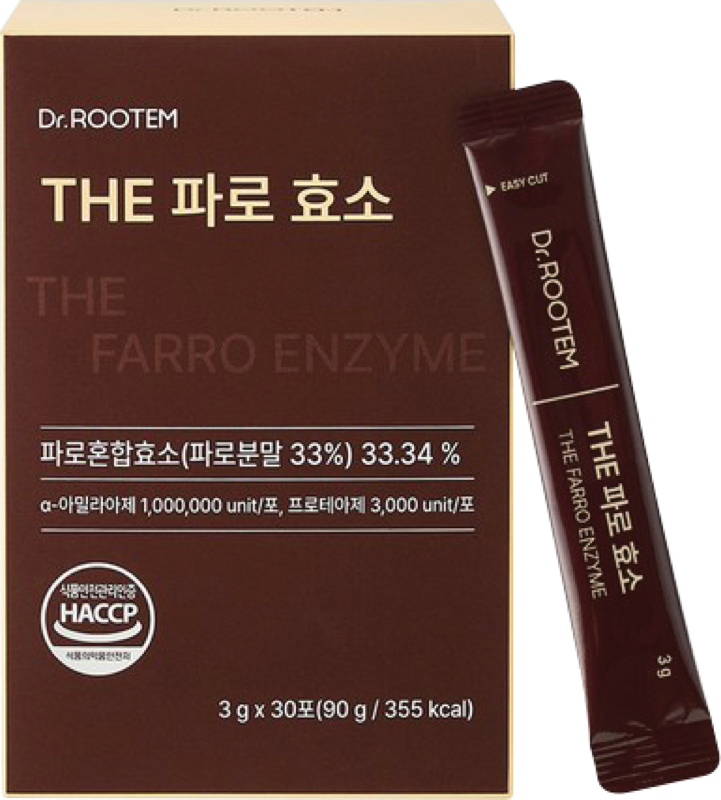 Dr.ROOTEM
Dr.ROOTEM
THE 파로 효소
THE
FARRO ENZYME
파로혼합효소(파로분말 33%) 33.34 %
α-아밀라아제 1,000,000 unit/포, 프로테아제 3,000 unit/포
식품안전관리인증
HACCP
식품의약품안전처
3 g x 30포(90 g / 355 kcal)
EASY CUT
Dr.ROOTEM
THE 파로 효소
THE FARRO ENZYME
3 g